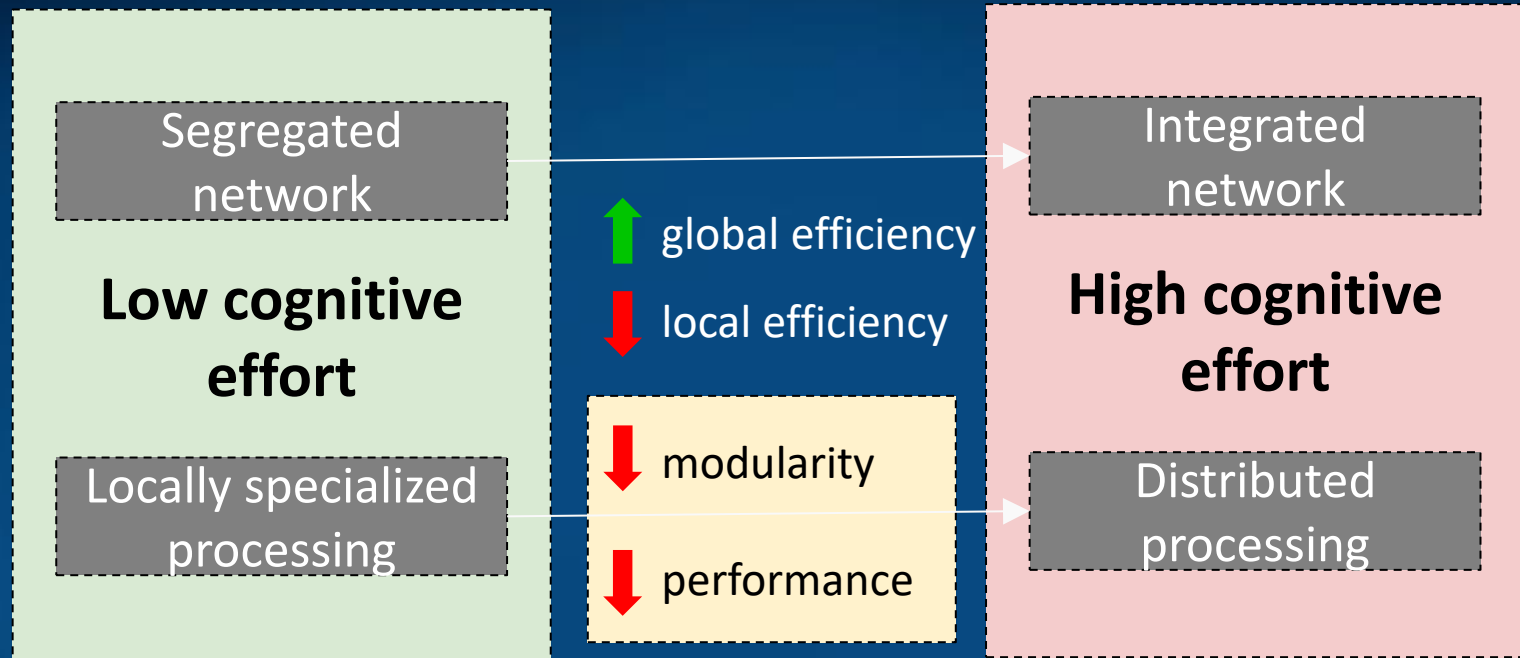 Segregated
network
Low cognitive
effort
Locally specialized
processing
global efficiency
local efficiency
modularity
performance
Integrated
network
High cognitive
effort
Distributed
processing